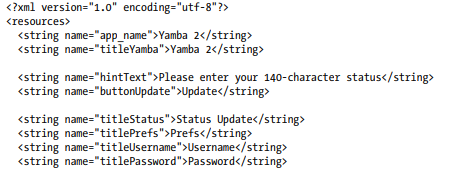 <?xml version="1.0" encoding="utf-8"?>
<resources>
<string name="app_name">Yamba 2</string>
<string name="titleYamba">Yamba 2</string>
<string name="hintText">Please enter your 140-character status</string>
<string name="buttonUpdate">Update</string>
<string name="titleStatus">Status Update</string>
<string name="titlePrefs">Prefs</string>
<string name="titleUsername">Username</string>
<string name="titlePassword">Password</string>